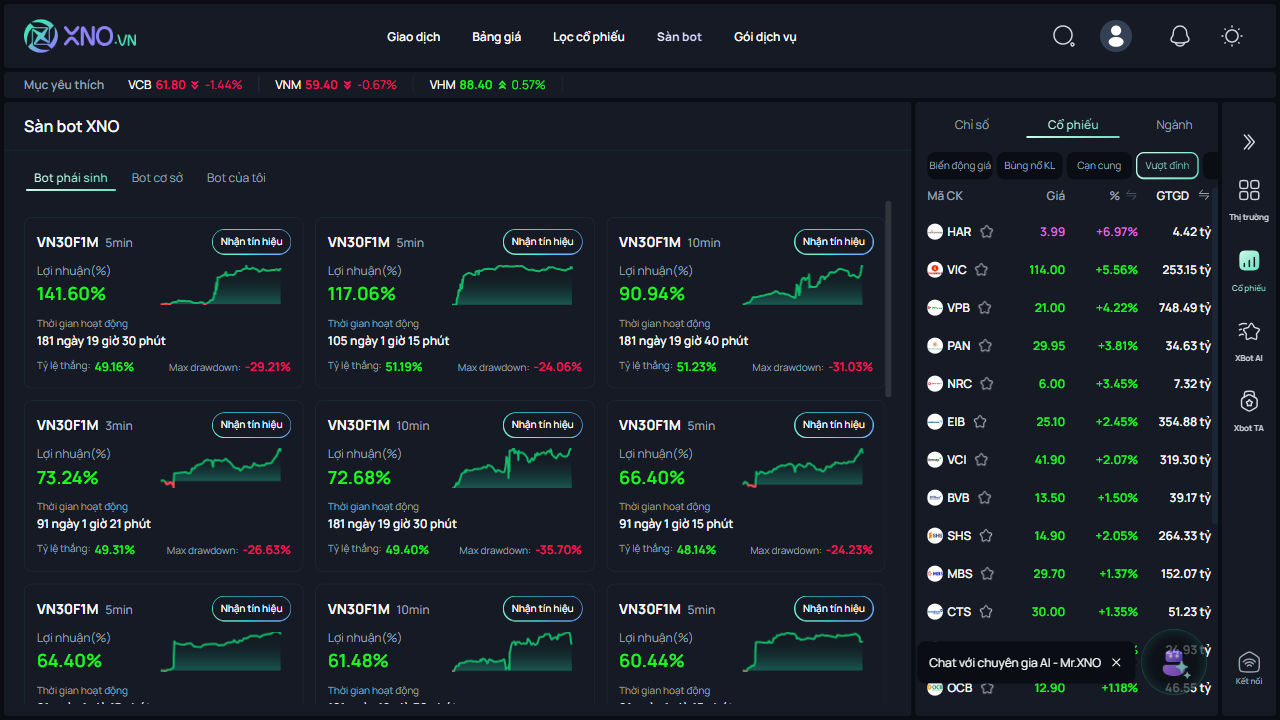 XNO.VN
Giao dịch Bảng giá Lọc cổ phiếu Sàn bot Gói dịch vụ
Mục yêu thích VCB 61.80 -1.44% VNM 59.40 -0.67% VHM 88.40 0.57%
Sàn bot XNO
Bot phái sinh Bot cơ sở Bot của tôi
VN30F1M 5min Nhận tín hiệu
Lợi nhuận(%)
141.60%
Thời gian hoạt động
181 ngày 19 giờ 30 phút
Tỷ lệ thắng: 49.16% Max drawdown: -29.21%
VN30F1M 5min Nhận tín hiệu
Lợi nhuận(%)
117.06%
Thời gian hoạt động
105 ngày 1 giờ 15 phút
Tỷ lệ thắng: 51.19% Max drawdown: -24.06%
VN30F1M 10min Nhận tín hiệu
Lợi nhuận(%)
90.94%
Thời gian hoạt động
181 ngày 19 giờ 40 phút
Tỷ lệ thắng: 51.23% Max drawdown: -31.03%
VN30F1M 3min Nhận tín hiệu
Lợi nhuận(%)
73.24%
Thời gian hoạt động
91 ngày 1 giờ 21 phút
Tỷ lệ thắng: 49.31% Max drawdown: -26.63%
VN30F1M 10min Nhận tín hiệu
Lợi nhuận(%)
72.68%
Thời gian hoạt động
181 ngày 19 giờ 30 phút
Tỷ lệ thắng: 49.40% Max drawdown: -35.70%
VN30F1M 5min Nhận tín hiệu
Lợi nhuận(%)
66.40%
Thời gian hoạt động
91 ngày 1 giờ 15 phút
Tỷ lệ thắng: 48.14% Max drawdown: -24.23%
VN30F1M 5min Nhận tín hiệu
Lợi nhuận(%)
64.40%
Thời gian hoạt động
VN30F1M 10min Nhận tín hiệu
Lợi nhuận(%)
61.48%
Thời gian hoạt động
VN30F1M 5min Nhận tín hiệu
Lợi nhuận(%)
60.44%
Thời gian hoạt động
Chỉ số Cổ phiếu Ngành
Biến động giá Bùng nổ KL Cạn cung Vượt đỉnh
Mã CK Giá % GTGD
HAR 3.99 +6.97% 4.42 tỷ
VIC 114.00 +5.56% 253.15 tỷ
VPB 21.00 +4.22% 748.49 tỷ
PAN 29.95 +3.81% 34.63 tỷ
NRC 6.00 +3.45% 7.32 tỷ
EIB 25.10 +2.45% 354.88 tỷ
VCI 41.90 +2.07% 319.30 tỷ
BVB 13.50 +1.50% 39.17 tỷ
SHS 14.90 +2.05% 264.33 tỷ
MBS 29.70 +1.37% 152.07 tỷ
CTS 30.00 +1.35% 51.23 tỷ
24.93 tỷ
OCB 12.90 +1.18% 46.55 tỷ
Chat với chuyên gia AI - Mr.XNO
Thị trường
Cổ phiếu
XBot AI
Xbot TA
Kết nối